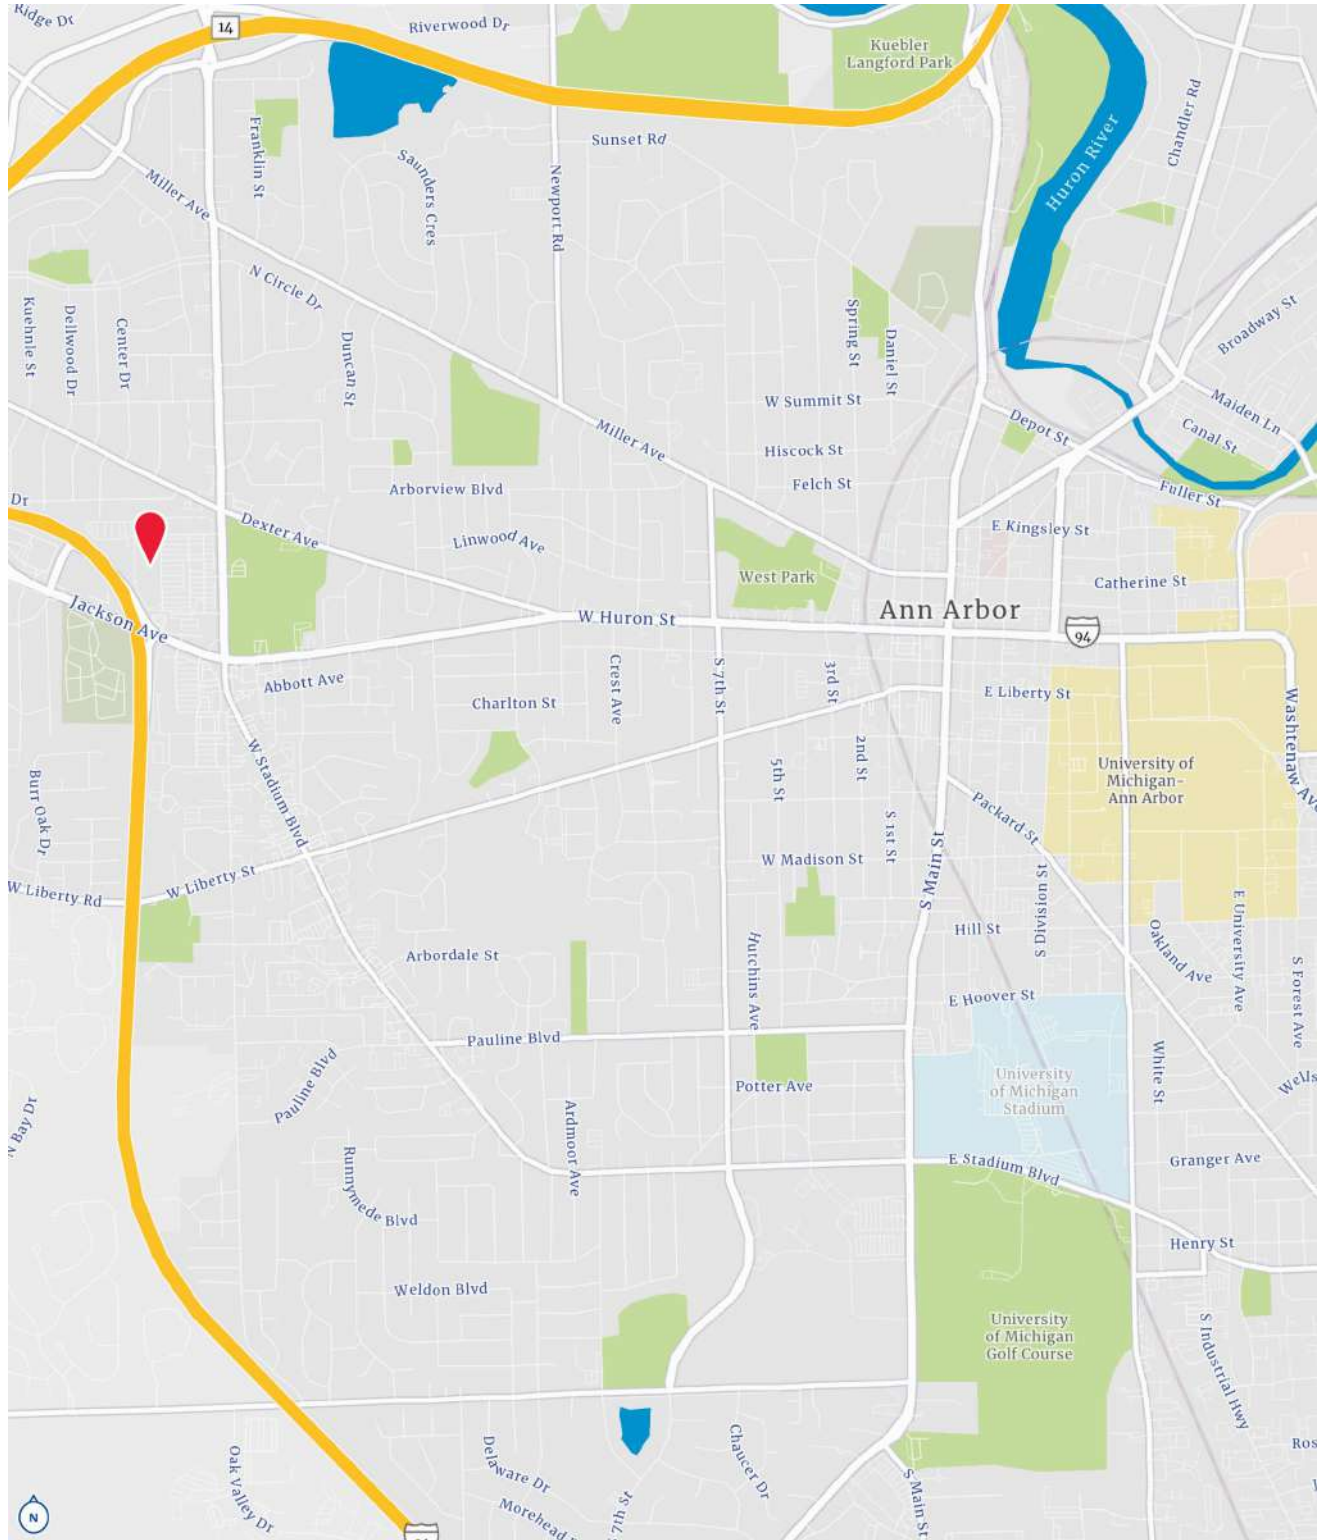 Ridge Dr
14
Riverwood Dr
Kuebler
Langford Park
Chandler Rd
Huron River
Sunset Rd
Franklin St
Saunders Cres
Newport Rd
Miller Ave
N Circle Dr
Kuehnle St
Dellwood Dr
Center Dr
Duncan St
Spring St
Daniel St
Broadway St
W Summit St
Maiden Ln
Canal St
Depot St
Miller Ave
Hiscock St
Felch St
Fuller St
Arborview Blvd
Dr
Dexter Ave
Linwood Ave
E Kingsley St
West Park
Catherine St
Ann Arbor
Jackson Ave
W Huron St
94
Abbott Ave
Crest Ave
S 7th St
3rd St
E Liberty St
Charlton St
Washtenaw Ave
W Stadium Blvd
2nd St
5th St
University of
Michigan-
Ann Arbor
Burr Oak Dr
Packard St
S 1st St
W Madison St
S Main St
W Liberty Rd
W Liberty St
S Division St
Hill St
Oakland Ave
E University Ave
S Forest Ave
Arbordale St
Hutchins Ave
E Hoover St
Pauline Blvd
Pauline Blvd
Potter Ave
University
of Michigan
Stadium
White St
Wells
N Bay Dr
Ardmoor Ave
Runnymede Blvd
E Stadium Blvd
Granger Ave
Henry St
Weldon Blvd
University
of Michigan
Golf Course
S Industrial Hwy
Oak Valley Dr
Delaware Dr
Chaucer Dr
Ros
Morehead
7th St
S Main St
N